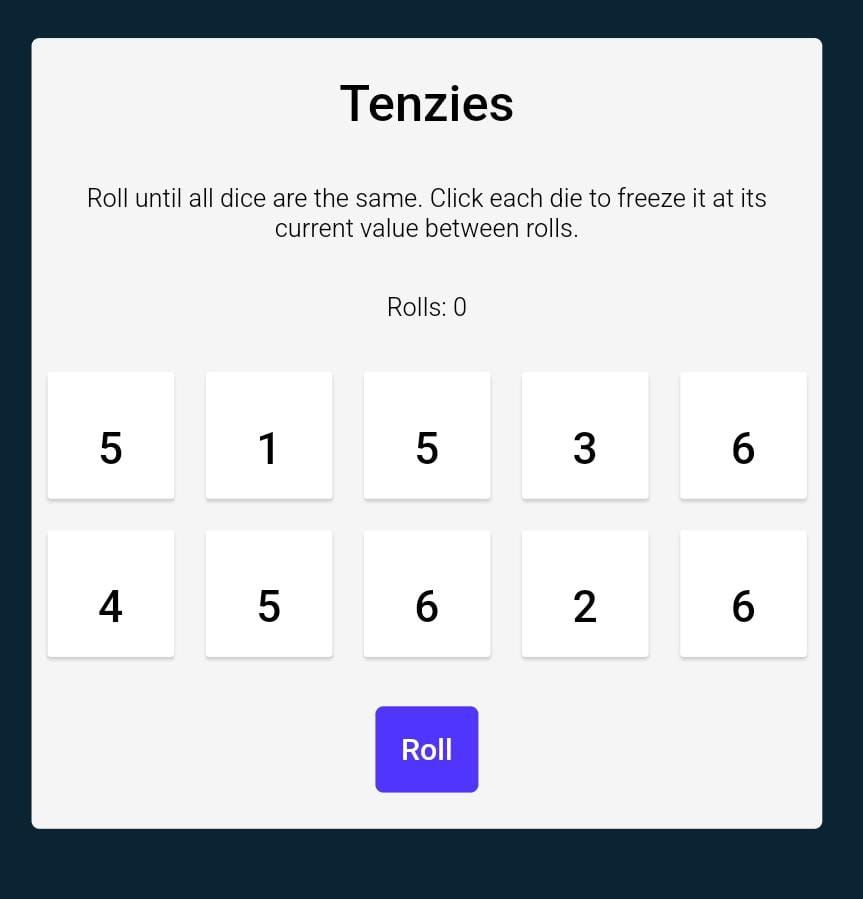 Tenzies
Roll until all dice are the same. Click each die to freeze it at its
current value between rolls.
Rolls: 0
5 1 5 3 6
4 5 6 2 6
Roll